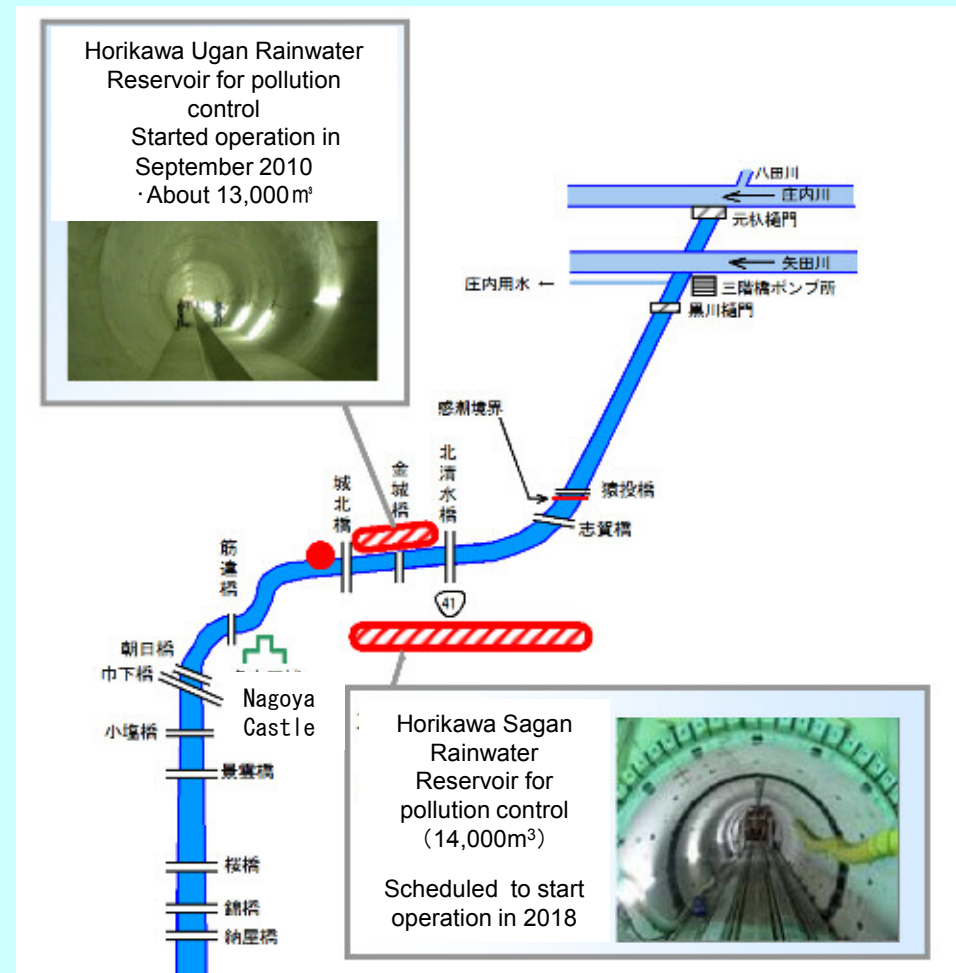 Horikawa Ugan Rainwater
Reservoir for pollution
control
Started operation in
September 2010
・About 13,000㎥
八田川
庄内川
元杁樋門
矢田川
庄内用水 ←
三階橋ポンプ所
黒川樋門
感潮境界
猿投橋
志賀橋
北清水橋
金城橋
城北橋
筋違橋
41
朝日橋
巾下橋
Nagoya
Castle
小塩橋
景雲橋
桜橋
錦橋
納屋橋
Horikawa Sagan
Rainwater
Reservoir for
pollution control
（14,000m³）
Scheduled to start
operation in 2018